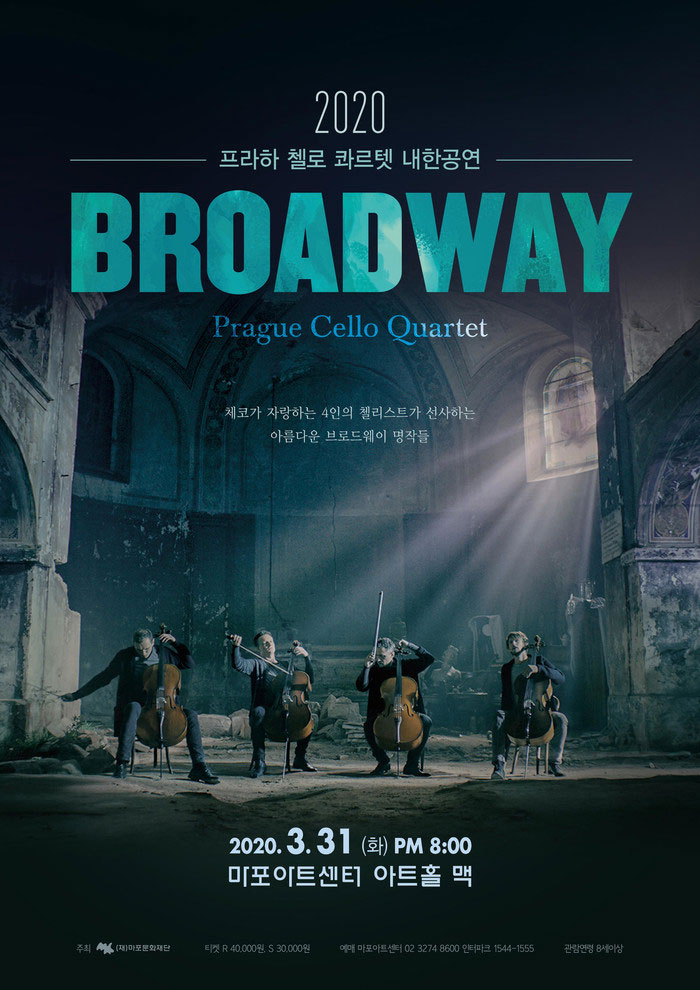 2020
프라하 첼로 콰르텟 내한공연
BROADWAY
Prague Cello Quartet
체코가 자랑하는 4인의 첼리스트가 선사하는
아름다운 브로드웨이 명작들
2020. 3. 31 (화) PM 8:00
마포아트센터 아트홀 맥
주최 (재)마포문화재단 티켓 R 40,000원, S 30,000원 예매 마포아트센터 02 3274 8600 인터파크 1544-1555 관람연령 8세이상